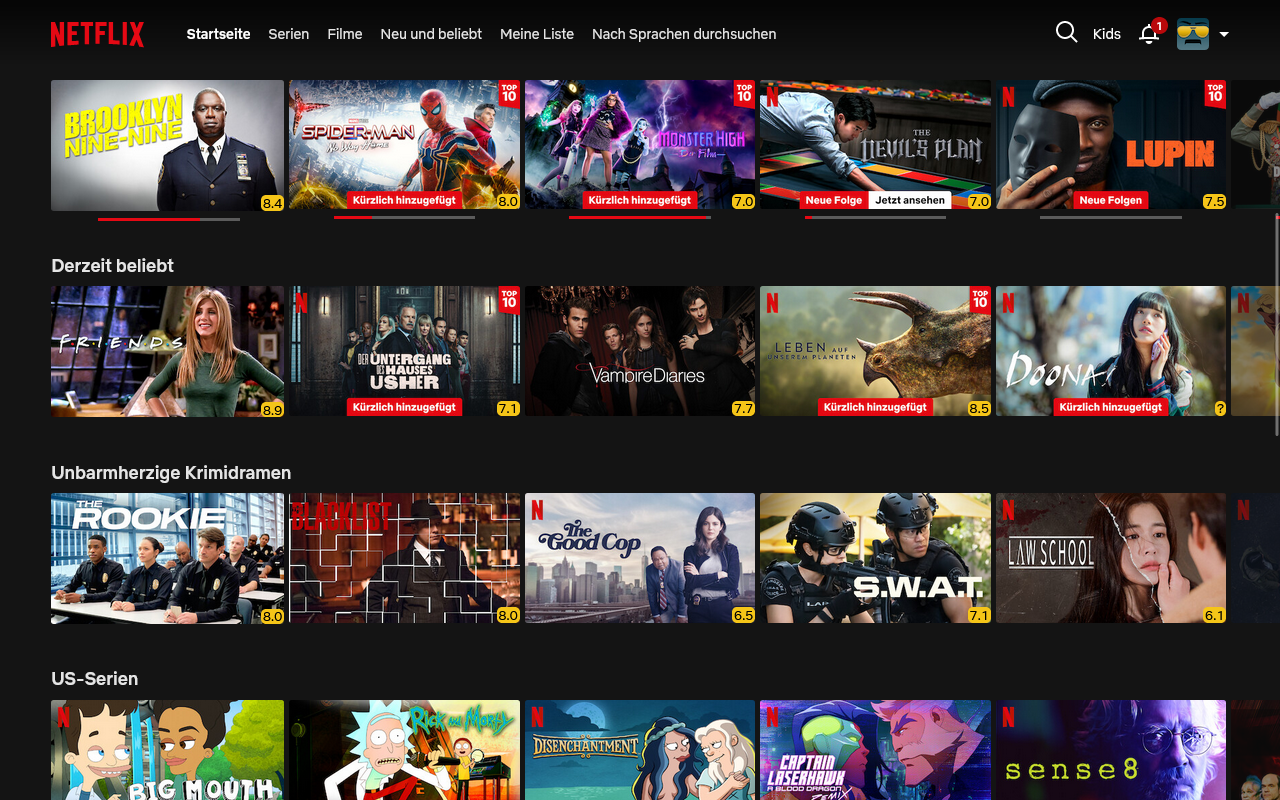 NETFLIX
Startseite Serien Filme Neu und beliebt Meine Liste Nach Sprachen durchsuchen
Kids
1
BROOKLYN
NINE-NINE
8.4
TOP
10
SPIDER-MAN
No Way Home
Kürzlich hinzugefügt
8.0
TOP
10
MONSTER HIGH
Der Film
Kürzlich hinzugefügt
7.0
N
THE
DEVIL'S PLAN
Neue Folge Jetzt ansehen
7.0
N
TOP
10
LUPIN
Neue Folgen
7.5
Derzeit beliebt
F·R·I·E·N·D·S
8.9
N
TOP
10
DER UNTERGANG
DES HAUSES
USHER
Kürzlich hinzugefügt
7.1
Vampire Diaries
7.7
N
TOP
10
LEBEN AUF
UNSEREM PLANETEN
Kürzlich hinzugefügt
8.5
N
DOONA!
Kürzlich hinzugefügt
?
N
Unbarmherzige Krimidramen
THE
ROOKIE
8.0
BLACKLIST
8.0
N
The
Good Cop
6.5
LAPD
S.W.A.T.
7.1
N
LAW SCHOOL
6.1
N
US-Serien
N
BIG MOUTH
RICK AND MORTY
N
DISENCHANTMENT
N
CAPTAIN
LASERHAWK
A BLOOD DRAGON
REMIX
N
sense8